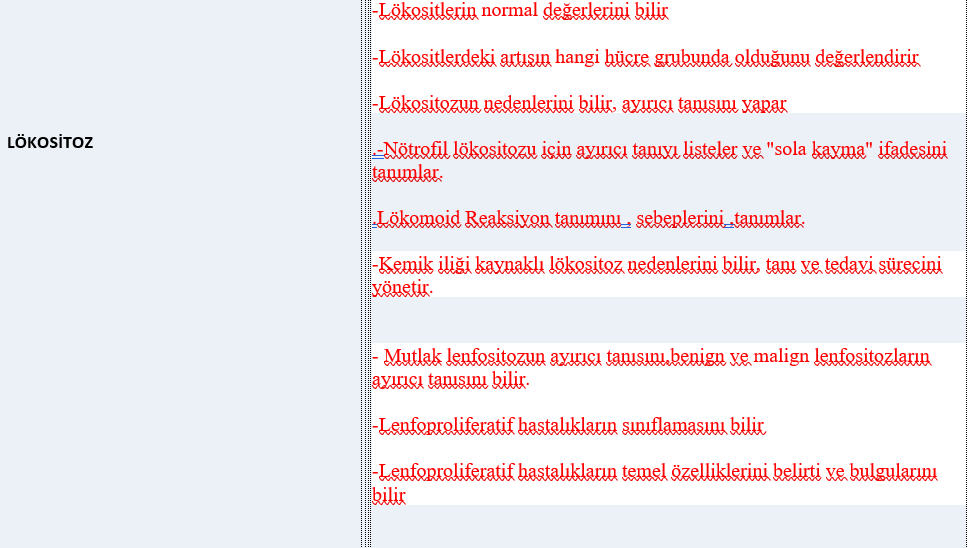 -Lökositlerin normal değerlerini bilir
-Lökositlerdeki artışın hangi hücre grubunda olduğunu değerlendirir
-Lökositozun nedenlerini bilir, ayırıcı tanısını yapar
LÖKOSİTOZ
.-Nötrofil lökositozu için ayırıcı tanıyı listeler ve "sola kayma" ifadesini
tanımlar.
.Lökomoid Reaksiyon tanımını , sebeplerini ,tanımlar.
-Kemik iliği kaynaklı lökositoz nedenlerini bilir, tanı ve tedavi sürecini
yönetir.
- Mutlak lenfositozun ayırıcı tanısını,benign ve malign lenfositozların
ayırıcı tanısını bilir.
-Lenfoproliferatif hastalıkların sınıflamasını bilir
-Lenfoproliferatif hastalıkların temel özelliklerini belirti ve bulgularını
bilir